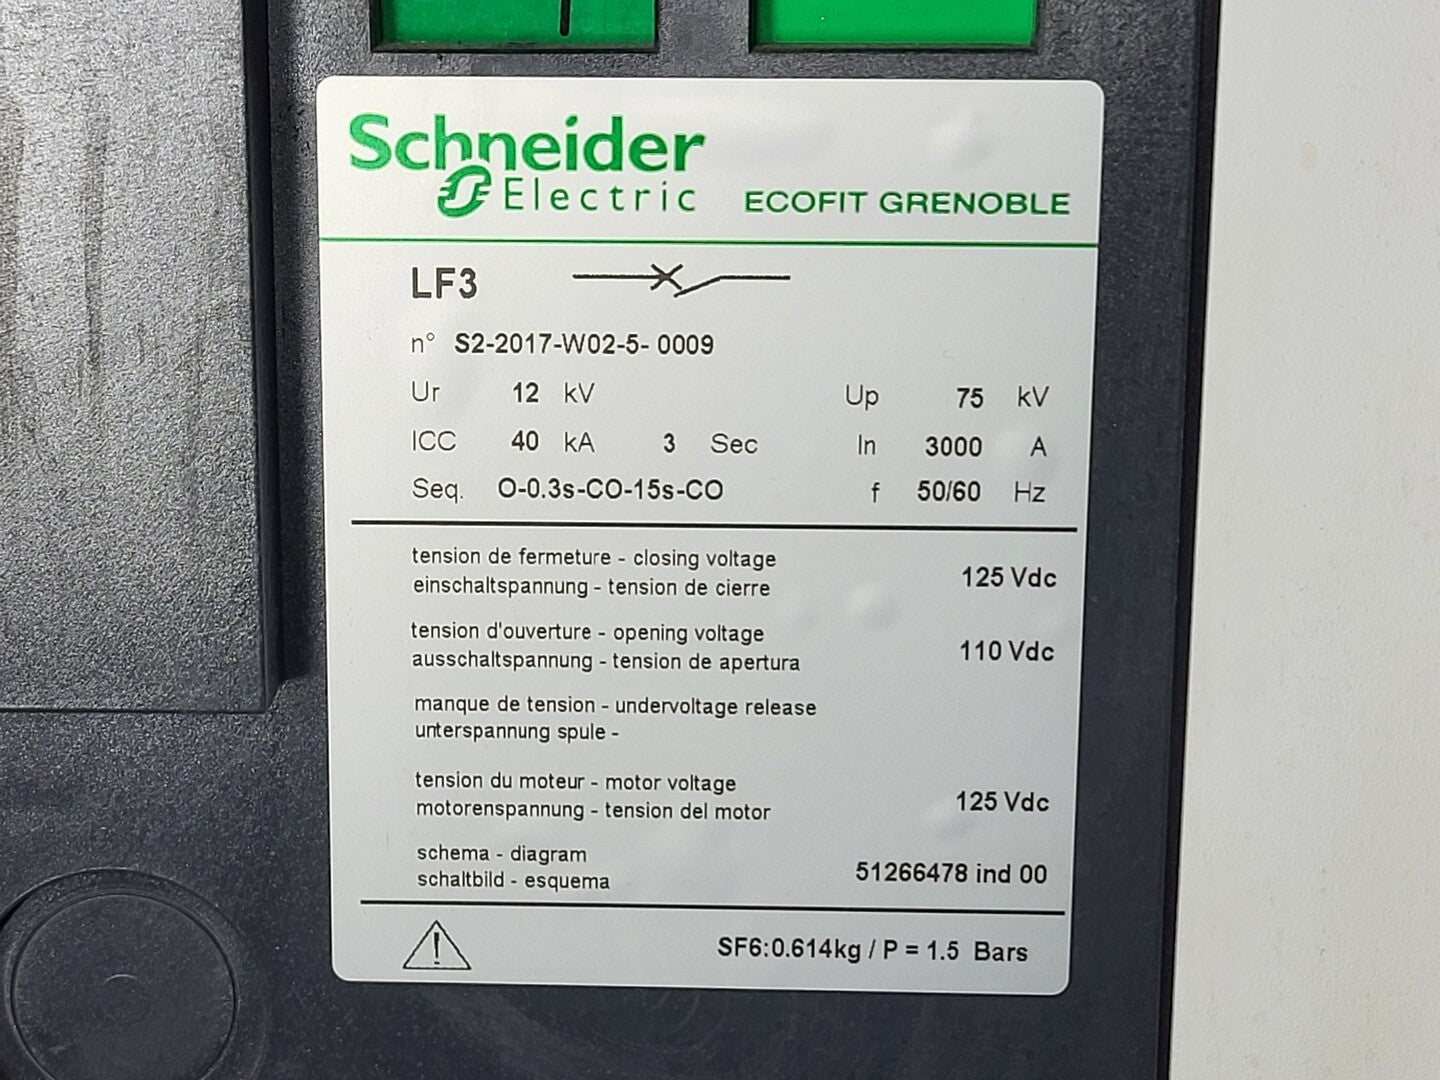 Schneider
Electric ECOFIT GRENOBLE
LF3
n° S2-2017-W02-5- 0009
Ur 12 kV Up 75 kV
ICC 40 kA 3 Sec In 3000 A
Seq. O-0.3s-CO-15s-CO f 50/60 Hz
tension de fermeture - closing voltage
einschaltspannung - tension de cierre 125 Vdc
tension d'ouverture - opening voltage
ausschaltspannung - tension de apertura 110 Vdc
manque de tension - undervoltage release
unterspannung spule -
tension du moteur - motor voltage
motorenspannung - tension del motor 125 Vdc
schema - diagram
schaltbild - esquema 51266478 ind 00
SF6:0.614kg / P = 1.5 Bars